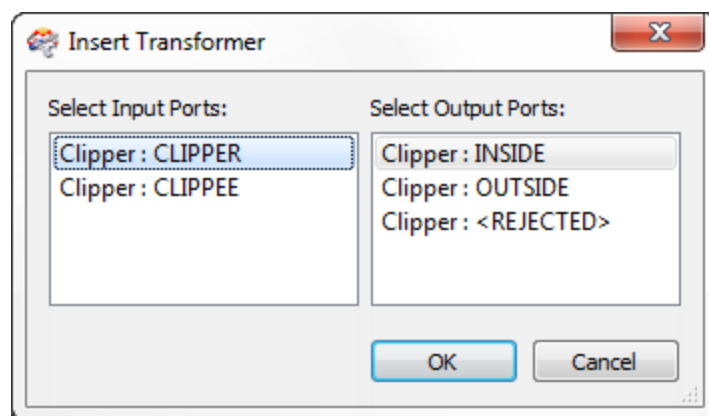 Insert Transformer
Select Input Ports:
Clipper : CLIPPER
Clipper : CLIPPEE
Select Output Ports:
Clipper : INSIDE
Clipper : OUTSIDE
Clipper : <REJECTED>
OK
Cancel